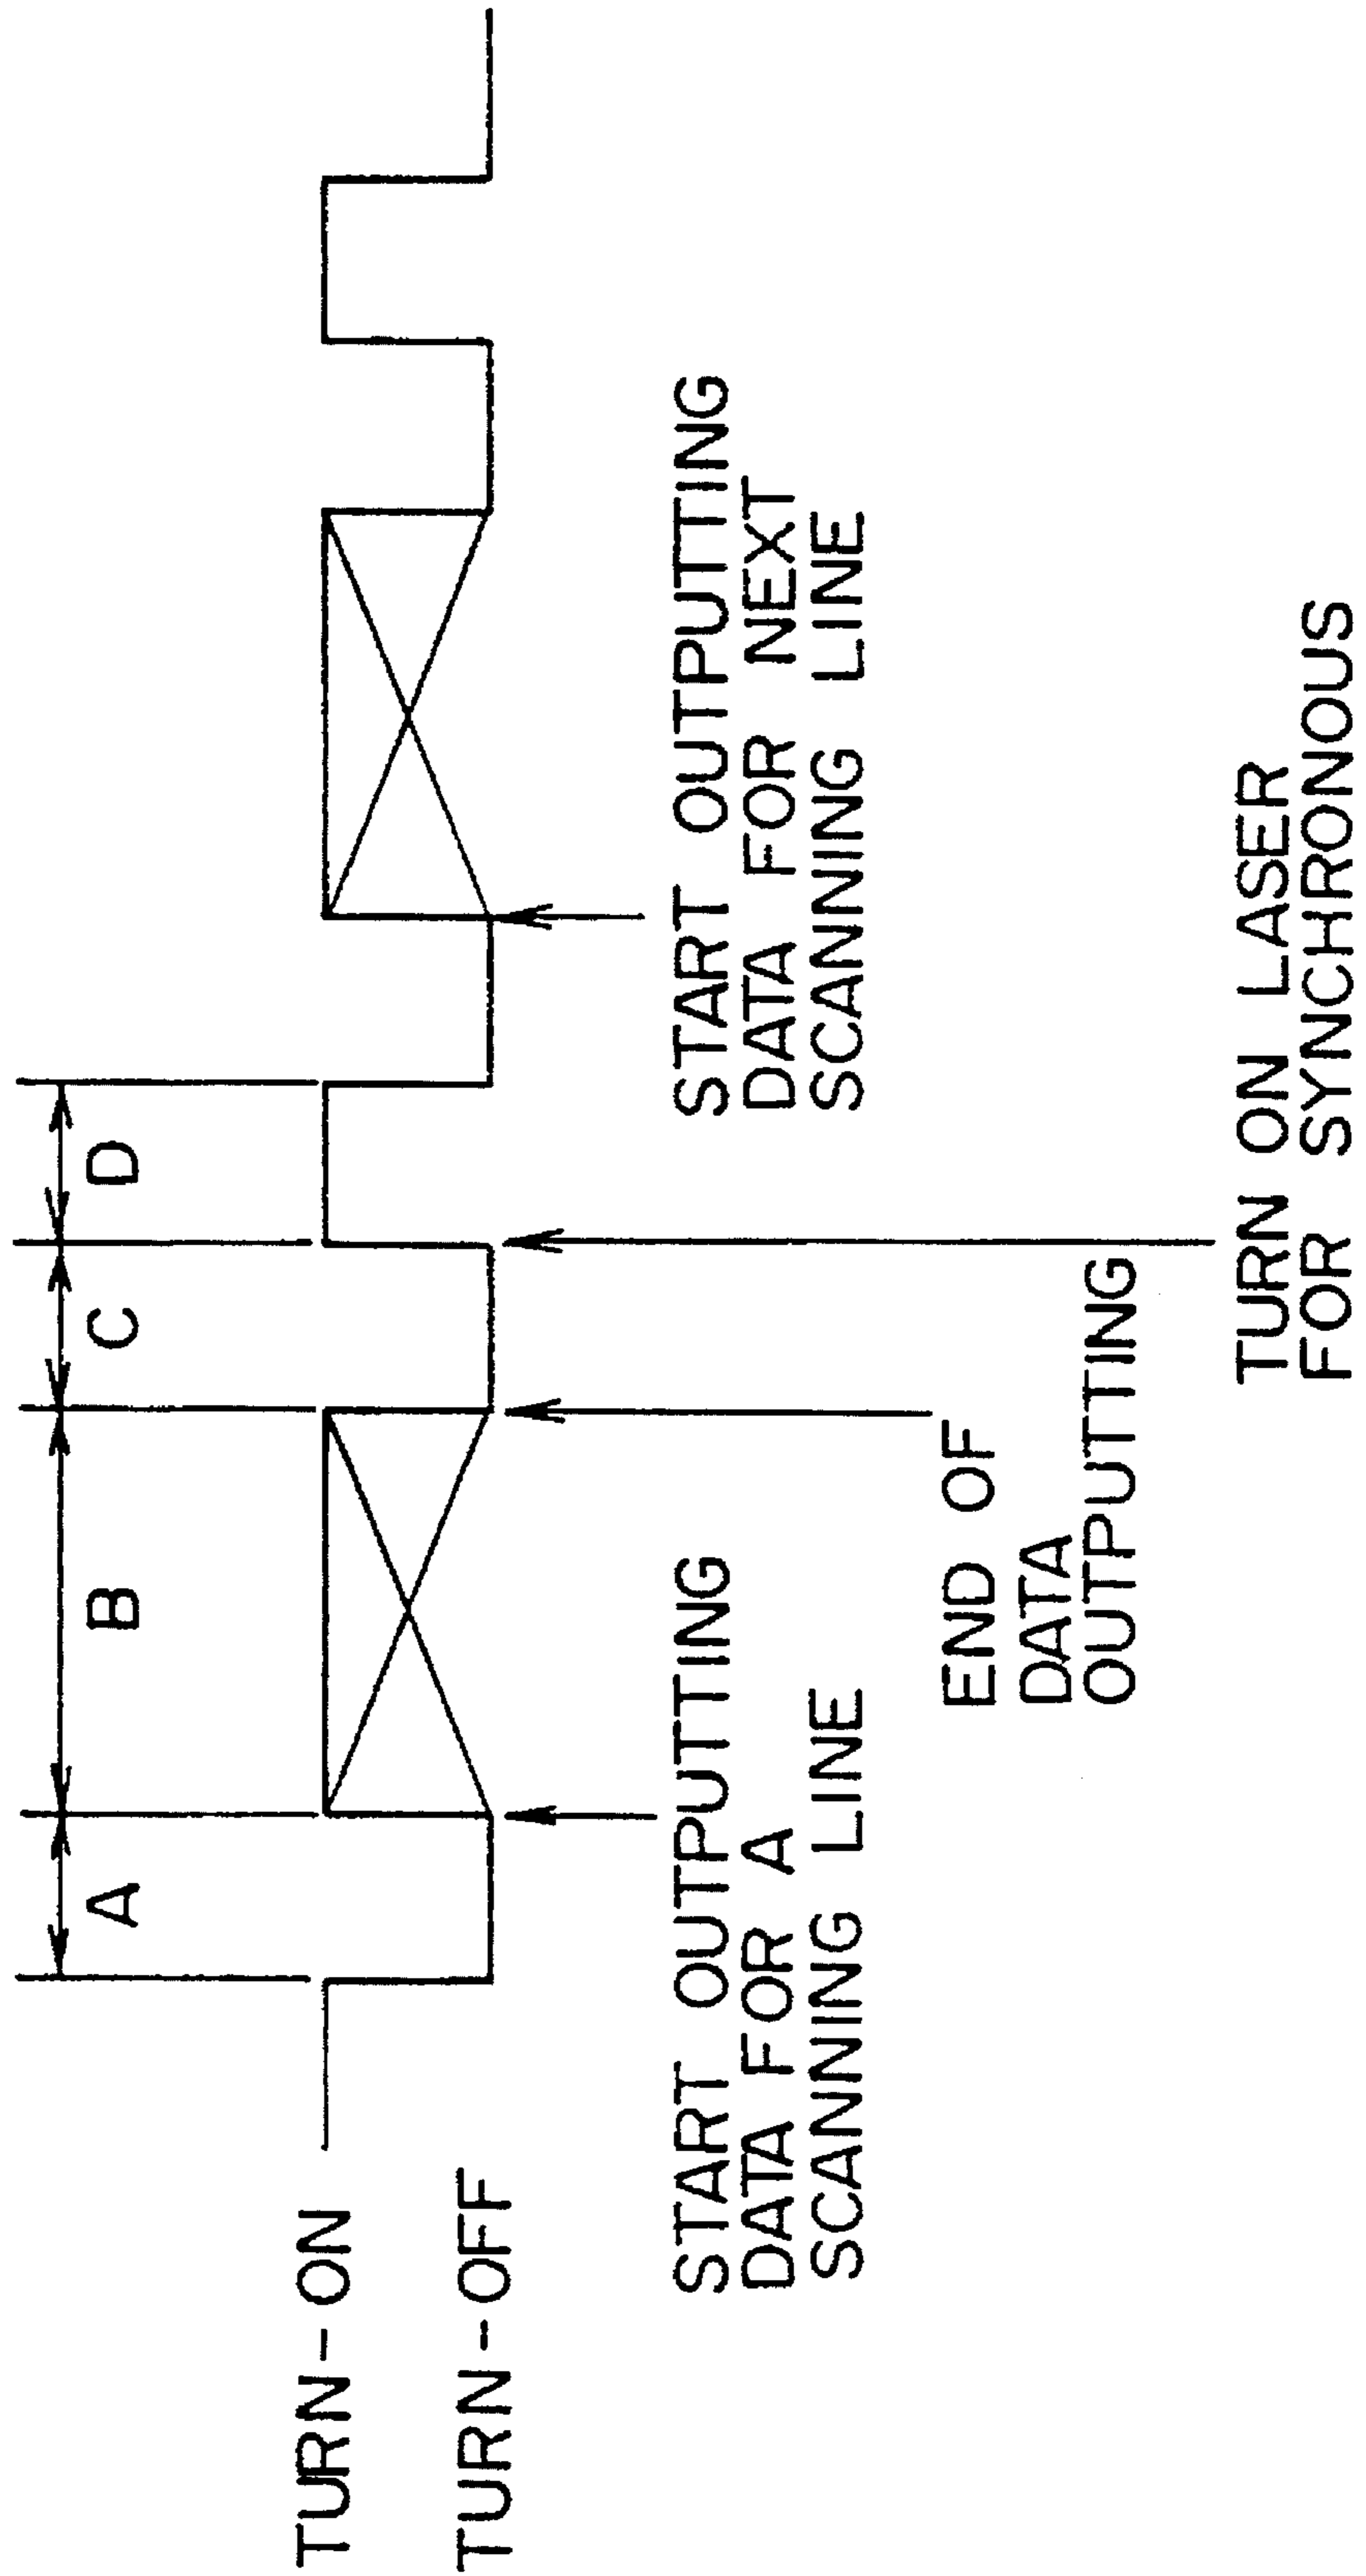 A
B
C
D
TURN-ON
TURN-OFF
START OUTPUTTING
DATA FOR A
SCANNING LINE
START OUTPUTTING
DATA FOR NEXT
SCANNING LINE
END OF
DATA
OUTPUTTING
TURN ON LASER
FOR SYNCHRONOUS